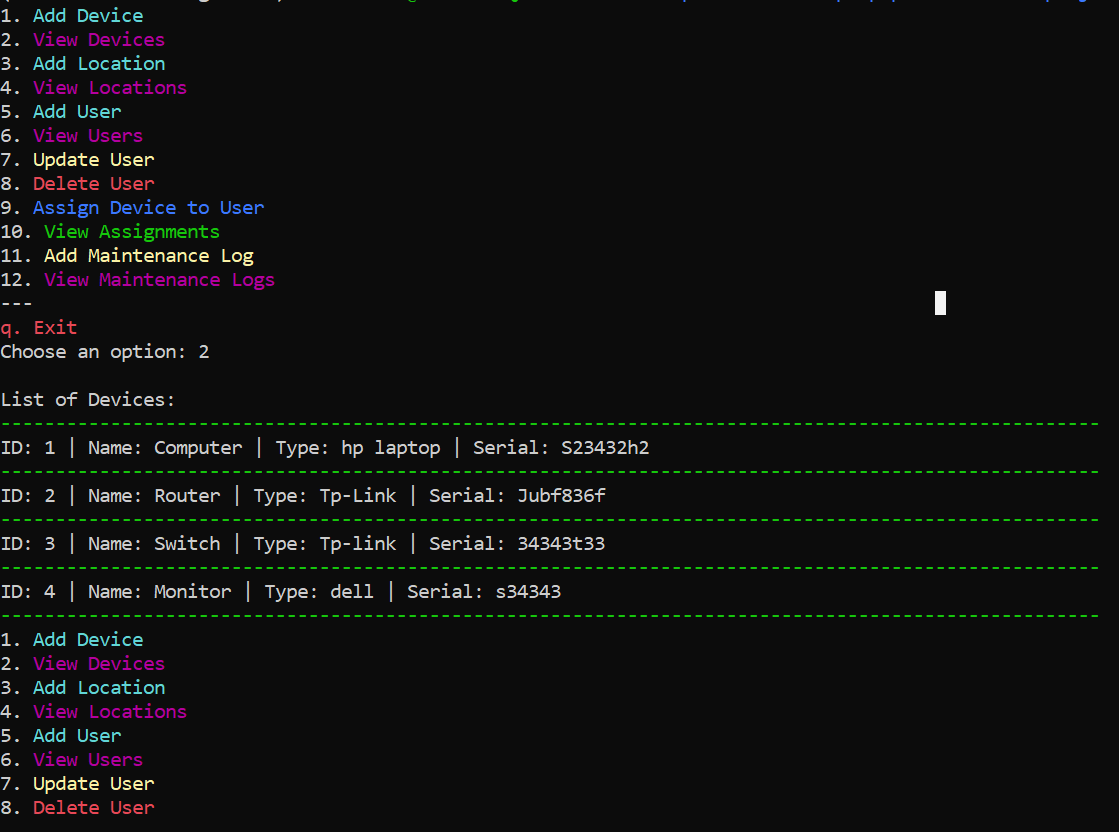 1. Add Device
2. View Devices
3. Add Location
4. View Locations
5. Add User
6. View Users
7. Update User
8. Delete User
9. Assign Device to User
10. View Assignments
11. Add Maintenance Log
12. View Maintenance Logs
---
q. Exit
Choose an option: 2
List of Devices:
----------------------------------------------------------------------------------------------------
ID: 1 | Name: Computer | Type: hp laptop | Serial: S23432h2
----------------------------------------------------------------------------------------------------
ID: 2 | Name: Router | Type: Tp-Link | Serial: Jubf836f
----------------------------------------------------------------------------------------------------
ID: 3 | Name: Switch | Type: Tp-link | Serial: 34343t33
----------------------------------------------------------------------------------------------------
ID: 4 | Name: Monitor | Type: dell | Serial: s34343
----------------------------------------------------------------------------------------------------
1. Add Device
2. View Devices
3. Add Location
4. View Locations
5. Add User
6. View Users
7. Update User
8. Delete User